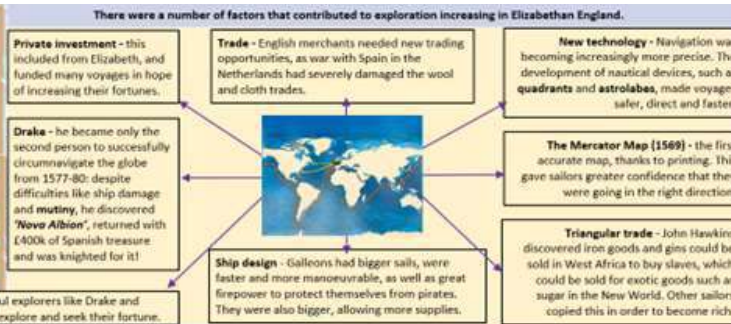 There were a number of factors that contributed to exploration increasing in Elizabethan England.
Private investment - this
included from Elizabeth, and
funded many voyages in hope
of increasing their fortunes.
Trade - English merchants needed new trading
opportunities, as war with Spain in the
Netherlands had severely damaged the wool
and cloth trades.
New technology - Navigation wa
becoming increasingly more precise. The
development of nautical devices, such a
quadrants and astrolabes, made voyage
safer, direct and faster
Drake - he became only the
second person to successfully
circumnavigate the globe
from 1577-80: despite
difficulties like ship damage
and mutiny, he discovered
'Nova Albion', returned with
£400k of Spanish treasure
and was knighted for it!
The Mercator Map (1569) - the firs
accurate map, thanks to printing. Thi
gave sailors greater confidence that the
were going in the right direction
Ship design - Galleons had bigger sails, were
faster and more manoeuvrable, as well as great
firepower to protect themselves from pirates.
They were also bigger, allowing more supplies.
Triangular trade - John Hawkins
discovered iron goods and gins could be
sold in West Africa to buy slaves, which
could be sold for exotic goods such as
sugar in the New World. Other sailors
copied this in order to become rich
ul explorers like Drake and
explore and seek their fortune.